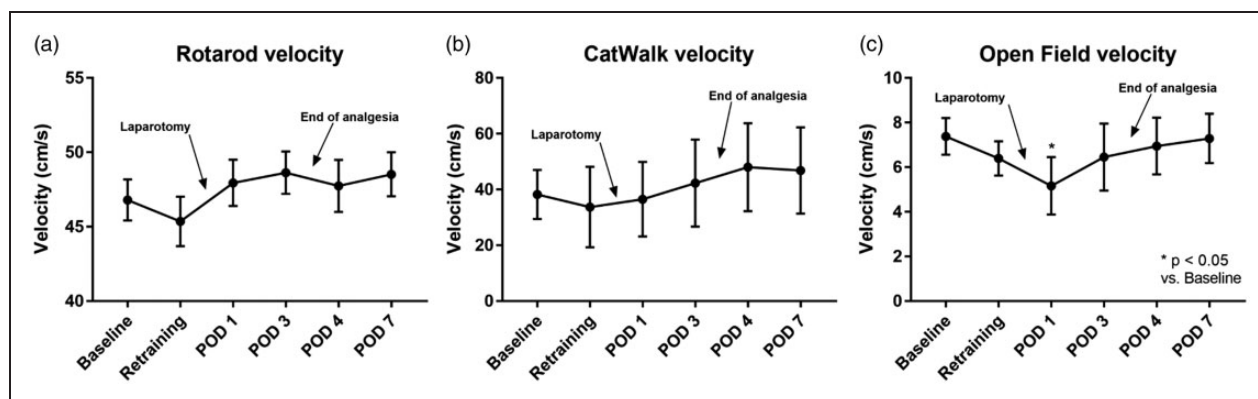 (a)
Rotarod velocity
Velocity (cm/s)
55
50
45
40
Laparotomy
End of analgesia
Baseline
Retraining
POD 1
POD 3
POD 4
POD 7
(b)
CatWalk velocity
Velocity (cm/s)
80
60
40
20
0
Laparotomy
End of analgesia
Baseline
Retraining
POD 1
POD 3
POD 4
POD 7
(c)
Open Field velocity
Velocity (cm/s)
10
8
6
4
2
0
Laparotomy
End of analgesia
*
* p < 0.05
vs. Baseline
Baseline
Retraining
POD 1
POD 3
POD 4
POD 7